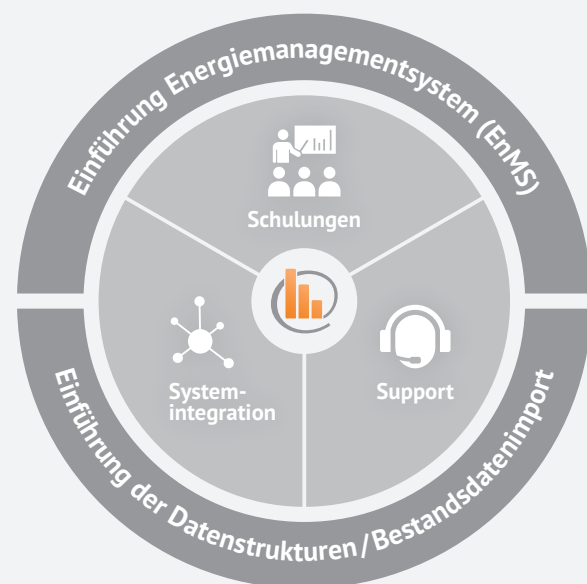 Einführung Energiemanagementsystem (EnMS)
Schulungen
System-
integration
Support
Einführung der Datenstrukturen / Bestandsdatenimport